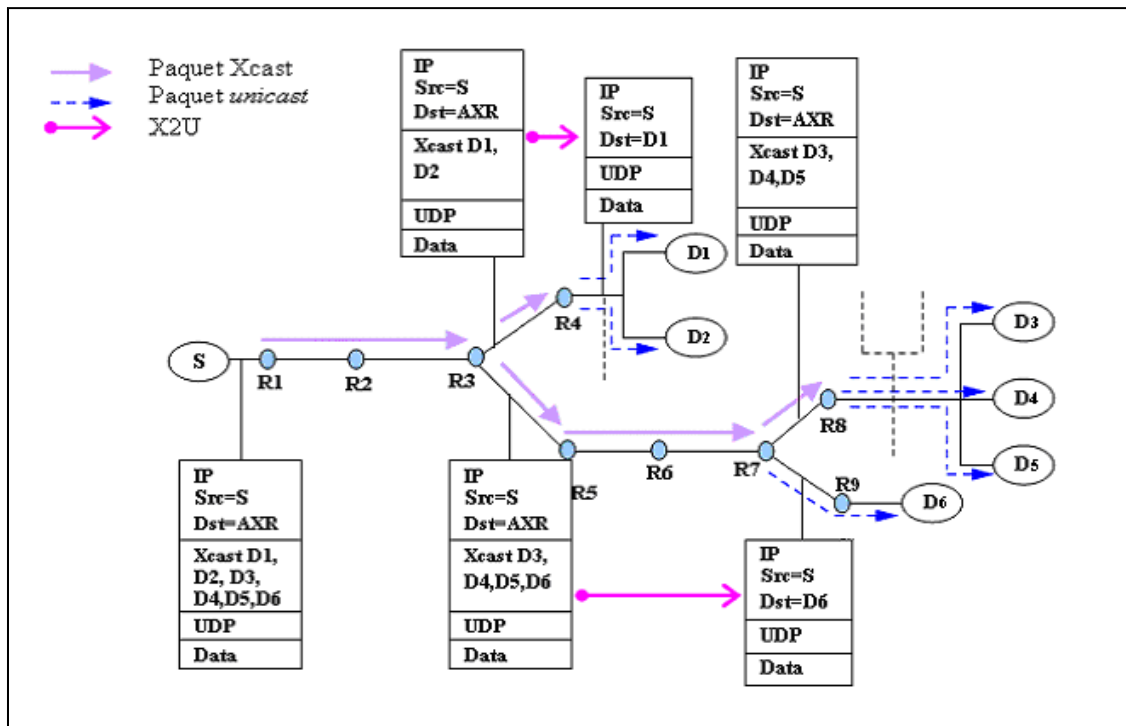 Paquet Xcast
Paquet unicast
X2U
IP
Src=S
Dst=AXR
Xcast D1,
D2
UDP
Data
IP
Src=S
Dst=D1
UDP
Data
IP
Src=S
Dst=AXR
Xcast D3,
D4,D5
UDP
Data
D1
D2
R4
S
R1
R2
R3
D3
D4
D5
R8
R5
R6
R7
R9
D6
IP
Src=S
Dst=AXR
Xcast D1,
D2, D3,
D4,D5,D6
UDP
Data
IP
Src=S
Dst=AXR
Xcast D3,
D4,D5,D6
UDP
Data
IP
Src=S
Dst=D6
UDP
Data